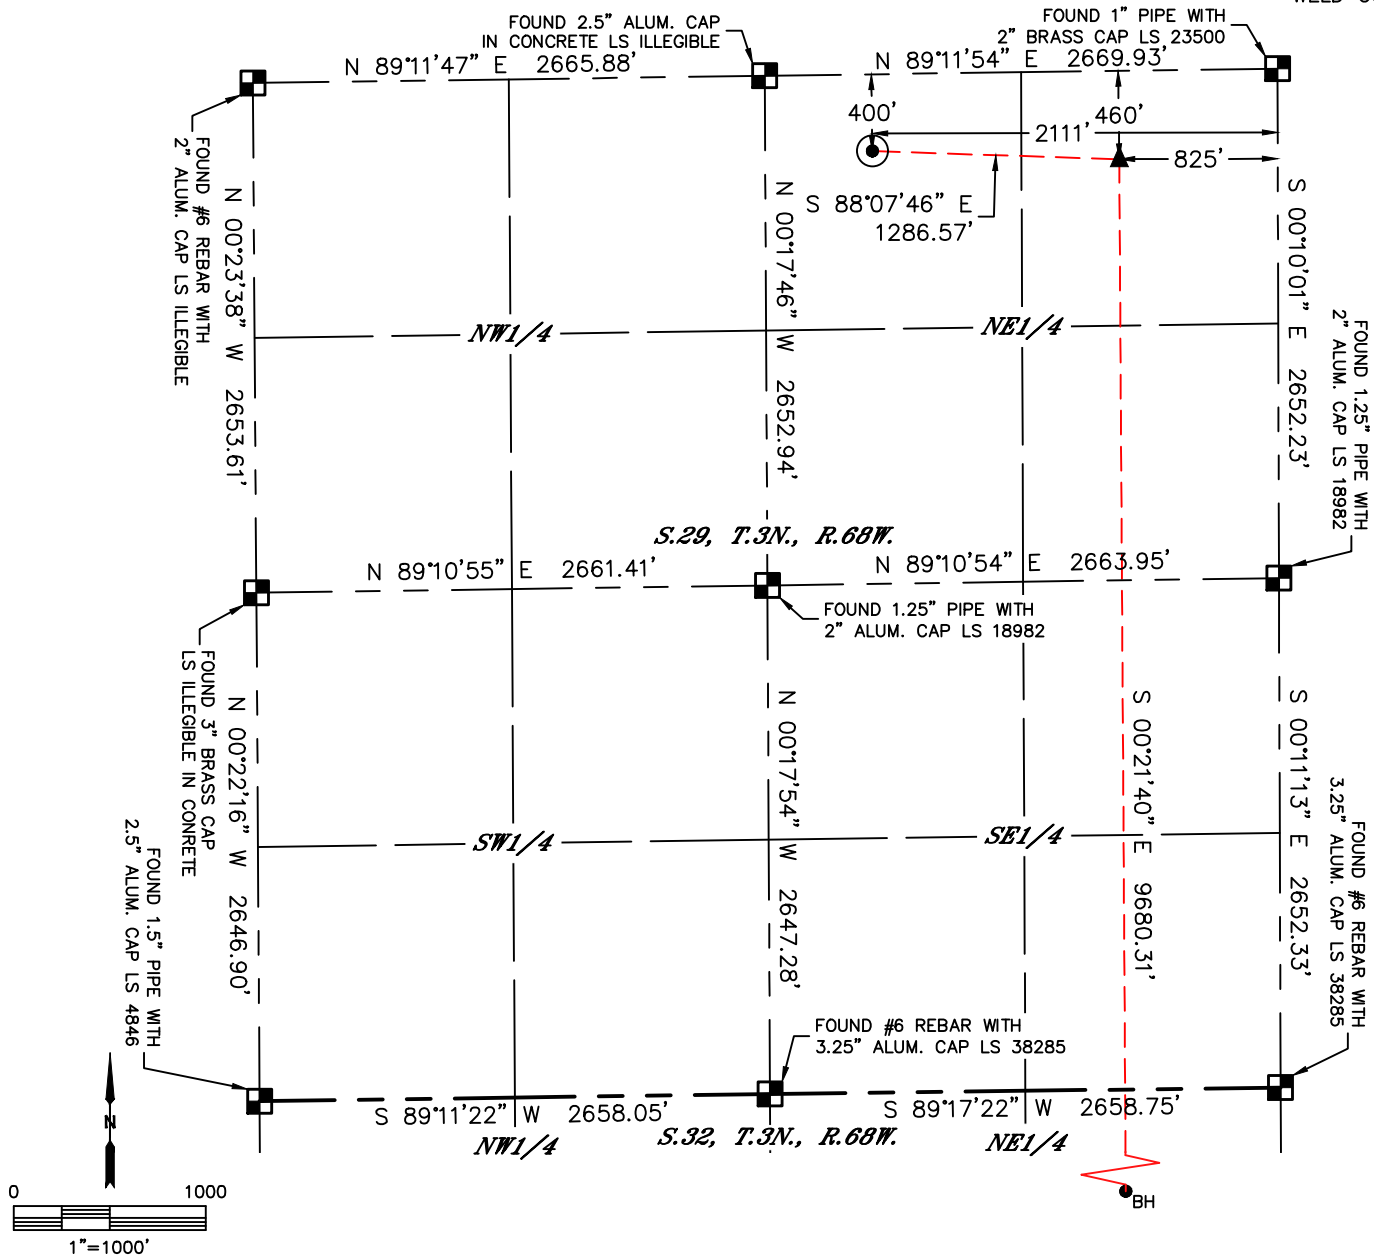 FOUND 2.5" ALUM. CAP
IN CONCRETE LS ILLEGIBLE
FOUND 1" PIPE WITH
2" BRASS CAP LS 23500
N 89°11'47" E 2665.88'
N 89°11'54" E 2669.93'
400'
460'
2111'
825'
S 88°07'46" E
1286.57'
FOUND #6 REBAR WITH
2" ALUM. CAP LS ILLEGIBLE
N 00°23'38" W 2653.61'
N 00°17'46" W 2652.94'
S 00°10'01" E 2652.23'
FOUND 1.25" PIPE WITH
2" ALUM. CAP LS 18982
NW1/4
NE1/4
S.29, T.3N., R.68W.
N 89°10'55" E 2661.41'
N 89°10'54" E 2663.95'
FOUND 1.25" PIPE WITH
2" ALUM. CAP LS 18982
FOUND 3" BRASS CAP
LS ILLEGIBLE IN CONRETE
N 00°22'16" W 2646.90'
N 00°17'54" W 2647.28'
S 00°21'40" E 9680.31'
S 00°11'13" E 2652.33'
SW1/4
SE1/4
FOUND 1.5" PIPE WITH
2.5" ALUM. CAP LS 4846
FOUND #6 REBAR WITH
3.25" ALUM. CAP LS 38285
FOUND #6 REBAR WITH
3.25" ALUM. CAP LS 38285
S 89°11'22" W 2658.05'
S 89°17'22" W 2658.75'
S.32, T.3N., R.68W.
NW1/4
NE1/4
N
BH
0 1000
1"=1000'